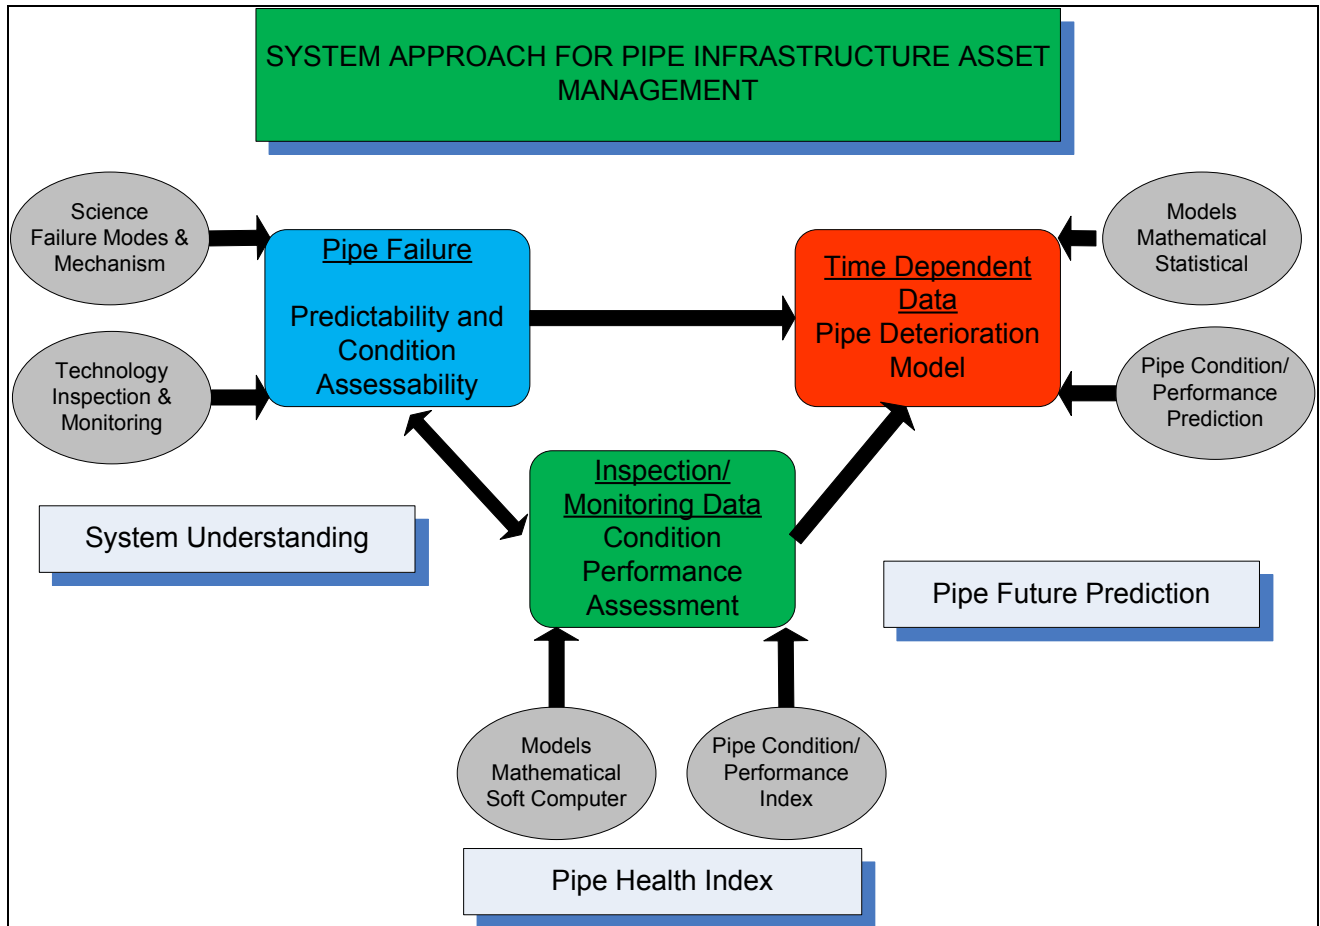 SYSTEM APPROACH FOR PIPE INFRASTRUCTURE ASSET
MANAGEMENT
Science
Failure Modes &
Mechanism
Technology
Inspection &
Monitoring
Pipe Failure
Predictability and
Condition
Assessability
Time Dependent
Data
Pipe Deterioration
Model
Models
Mathematical
Statistical
Pipe Condition/
Performance
Prediction
System Understanding
Inspection/
Monitoring Data
Condition
Performance
Assessment
Pipe Future Prediction
Models
Mathematical
Soft Computer
Pipe Condition/
Performance
Index
Pipe Health Index